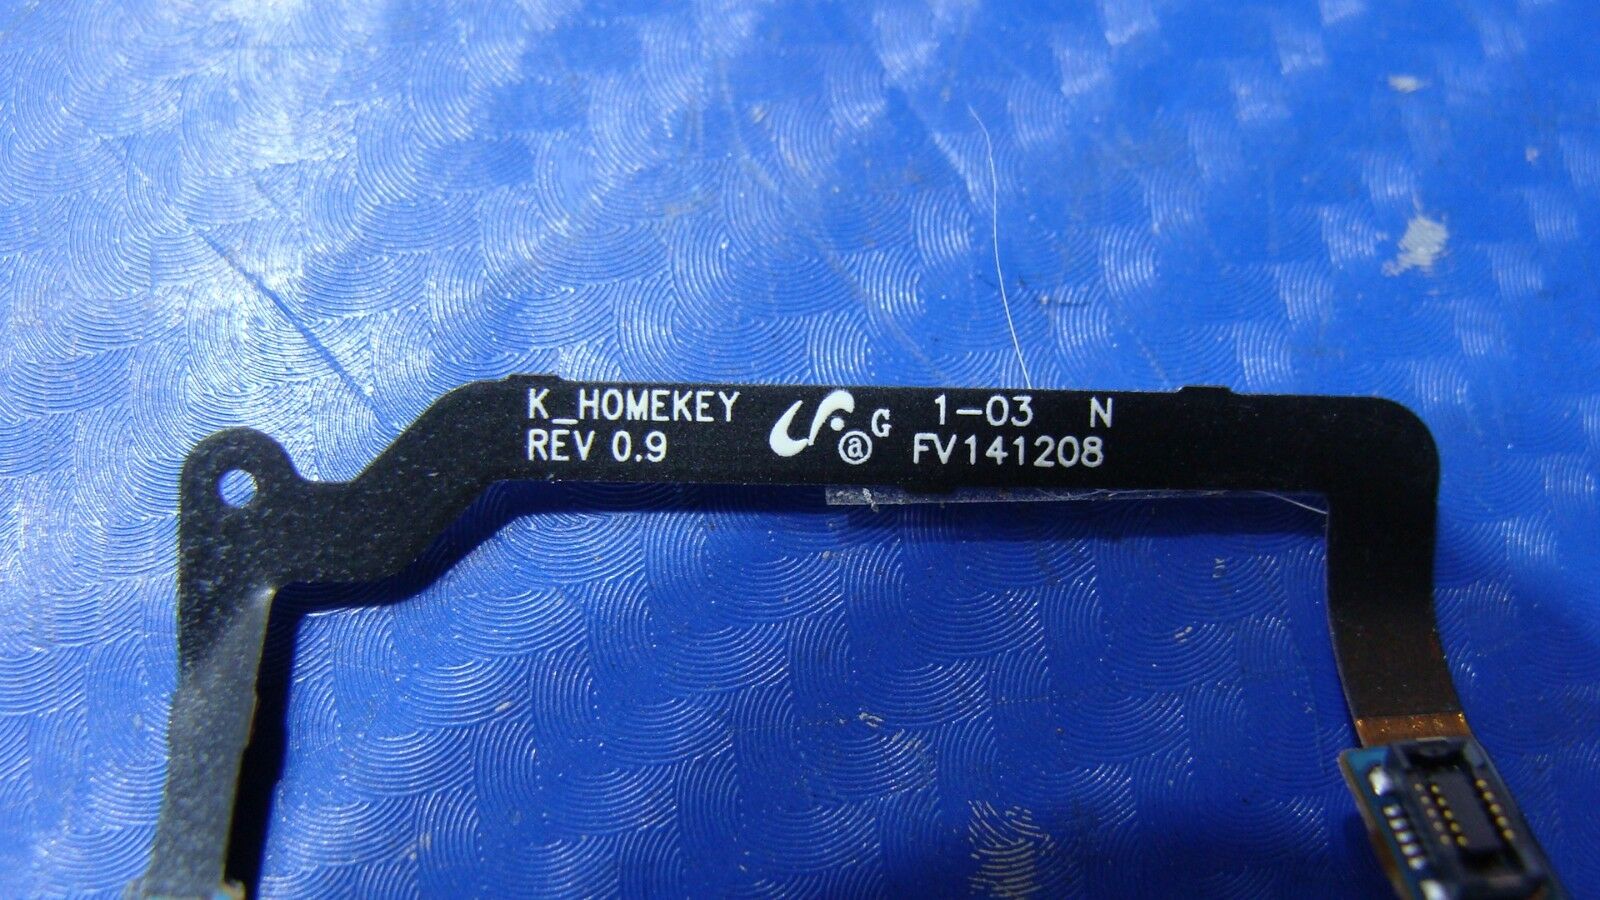 K_HOMEKEY
REV 0.9
@ G
1-03 N
FV141208